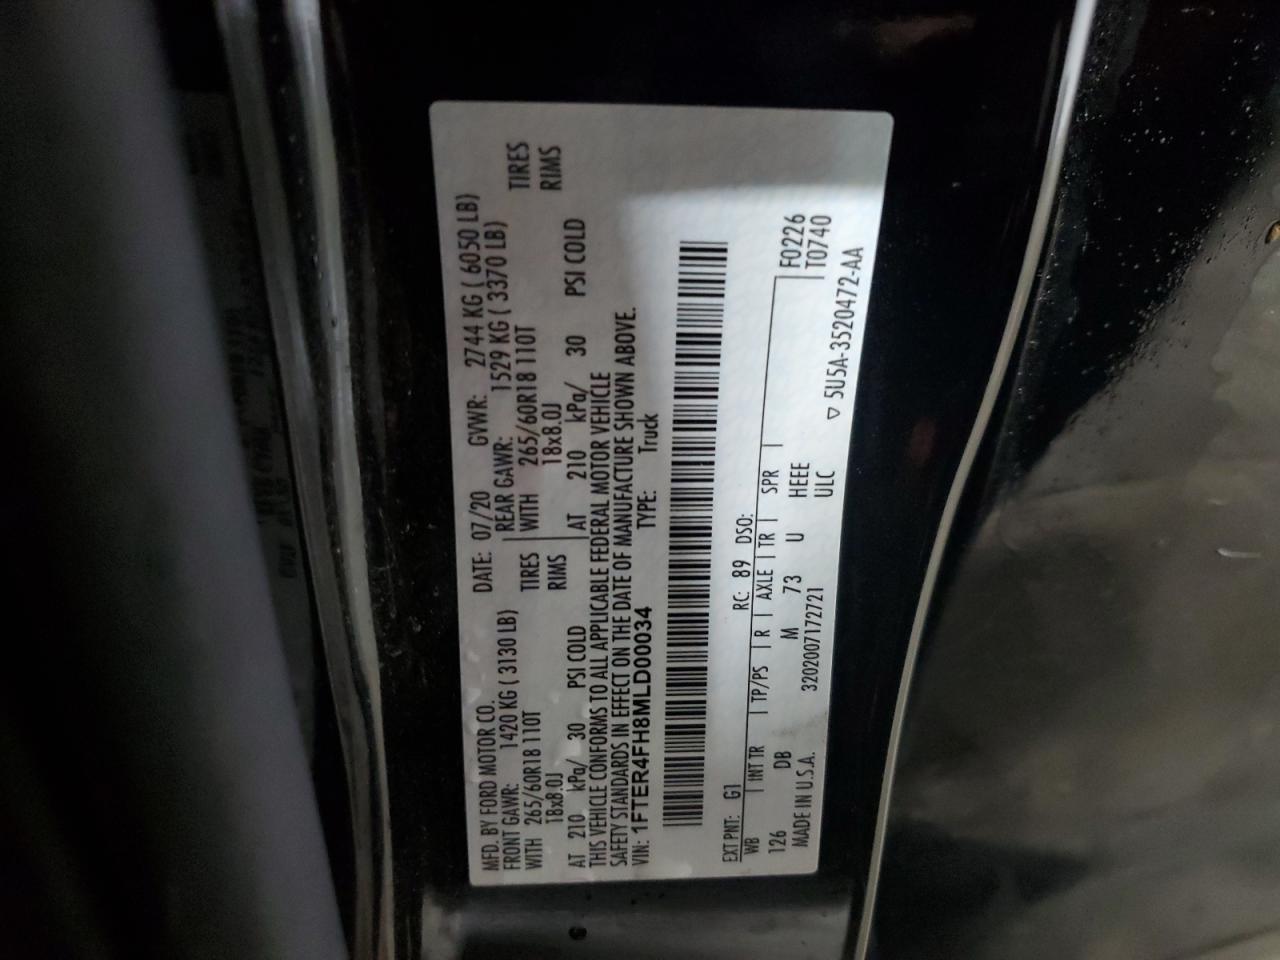 MFD. BY FORD MOTOR CO.
DATE: 07/20 GVWR: 2744 KG ( 6050 LB)
FRONT GAWR: 1420 KG ( 3130 LB) REAR GAWR: 1529 KG ( 3370 LB)
WITH 265/60R18 110T TIRES WITH 265/60R18 110T TIRES
18x8.0J RIMS 18x8.0J RIMS
AT 210 kPa/ 30 PSI COLD AT 210 kPa/ 30 PSI COLD
THIS VEHICLE CONFORMS TO ALL APPLICABLE FEDERAL MOTOR VEHICLE
SAFETY STANDARDS IN EFFECT ON THE DATE OF MANUFACTURE SHOWN ABOVE.
VIN: 1FTER4FH8MLD00034 TYPE: Truck
EXT PNT: G1 RC: 89 DSO:
WB INT TR TP/PS R AXLE TR SPR F0226
126 DB M 73 U HEEE T0740
MADE IN U.S.A. 3202007172721 ULC ▽ 5U5A-3520472-AA